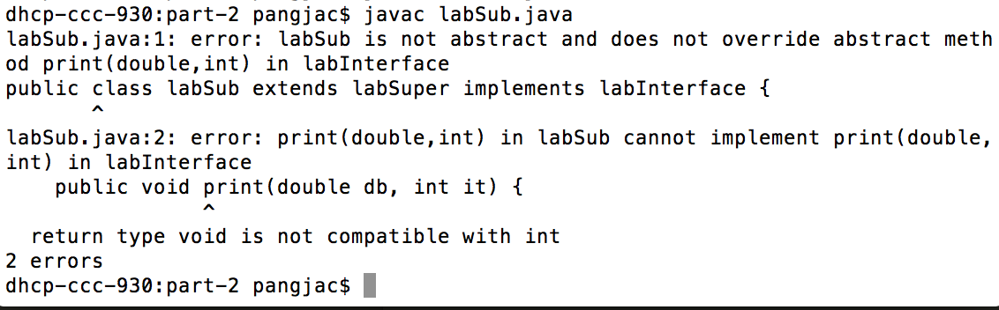 dhcp-ccc-930:part-2 pangjac$ javac labSub.java
labSub.java:1: error: labSub is not abstract and does not override abstract meth
od print(double,int) in labInterface
public class labSub extends labSuper implements labInterface {
       ^
labSub.java:2: error: print(double,int) in labSub cannot implement print(double,
int) in labInterface
    public void print(double db, int it) {
                ^
  return type void is not compatible with int
2 errors
dhcp-ccc-930:part-2 pangjac$